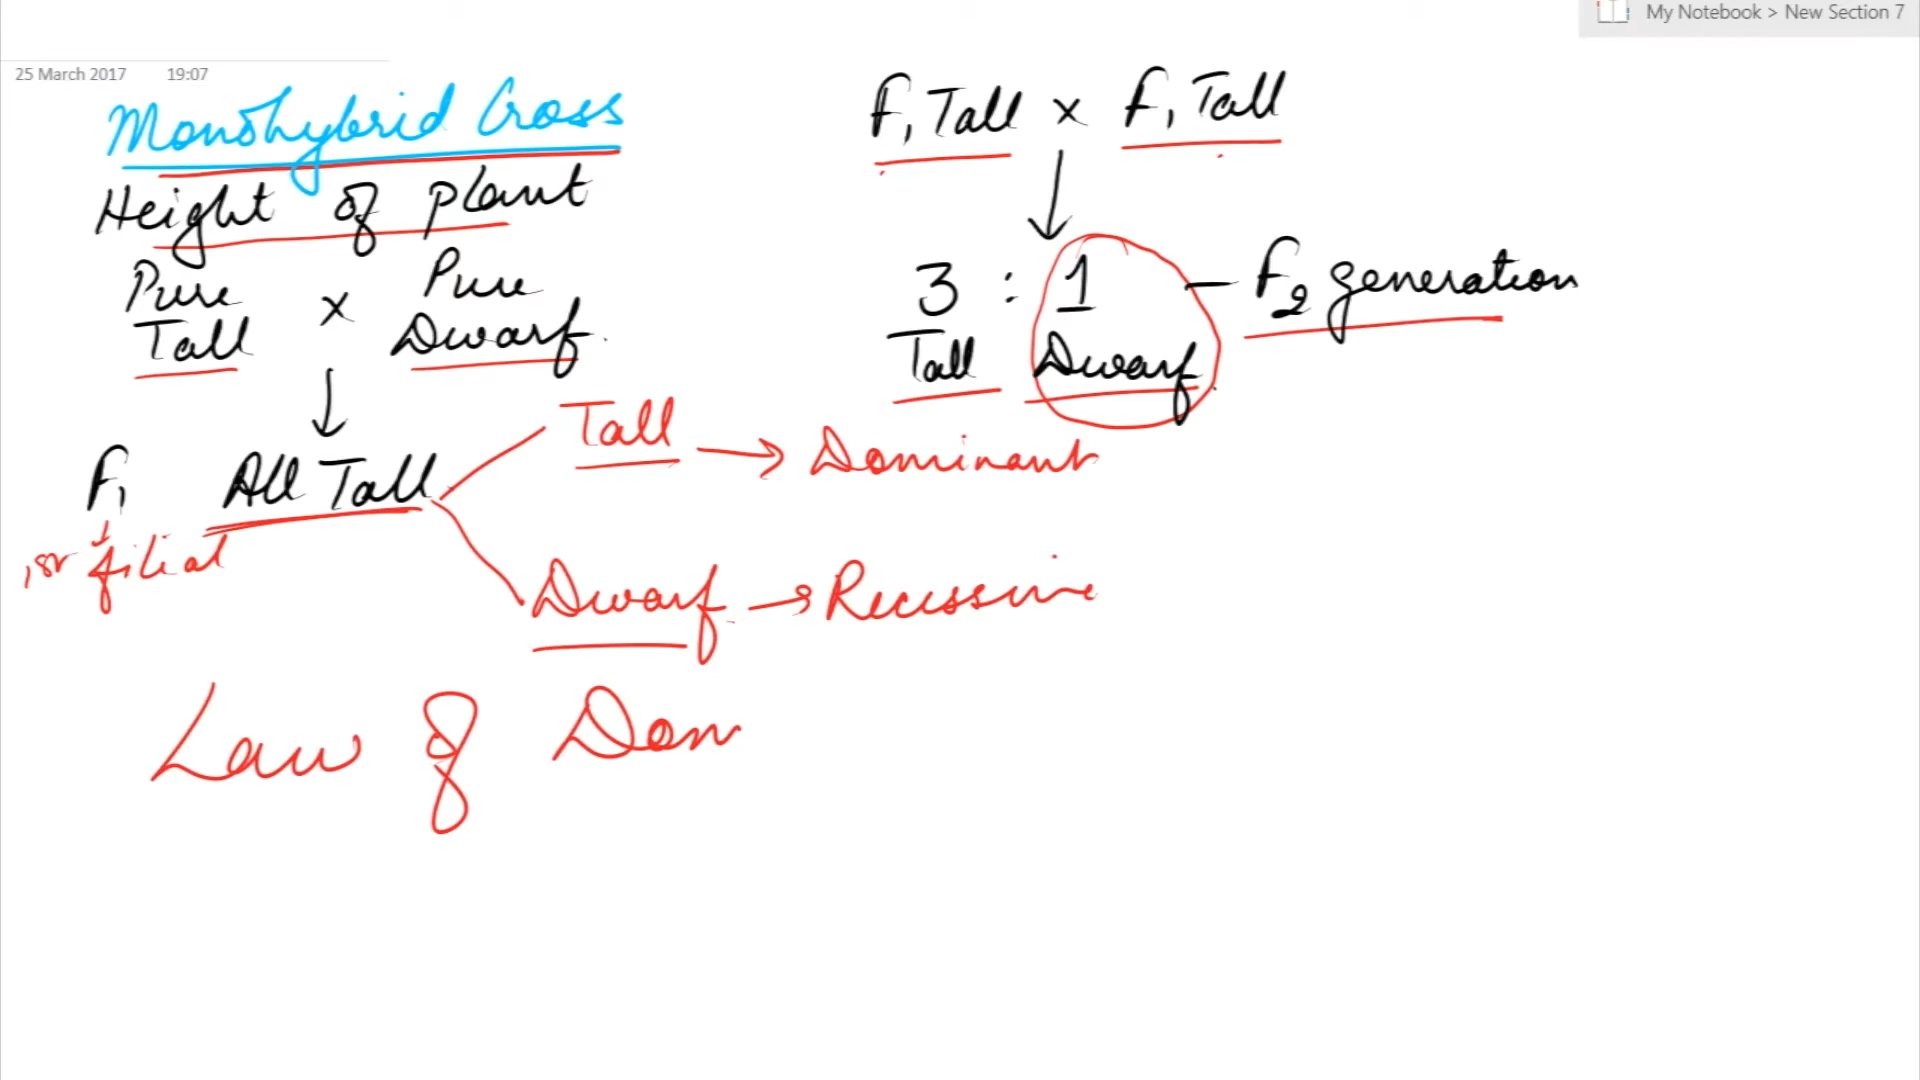 My Notebook > New Section 7
25 March 2017 19:07
Monohybrid Cross
Height of plant
Pure Tall x Pure Dwarf
F1 All Tall
1st filial
Tall → Dominant
Dwarf → Recessive
Law of Dom
F1 Tall x F1 Tall
3 : 1 — F2 generation
Tall Dwarf